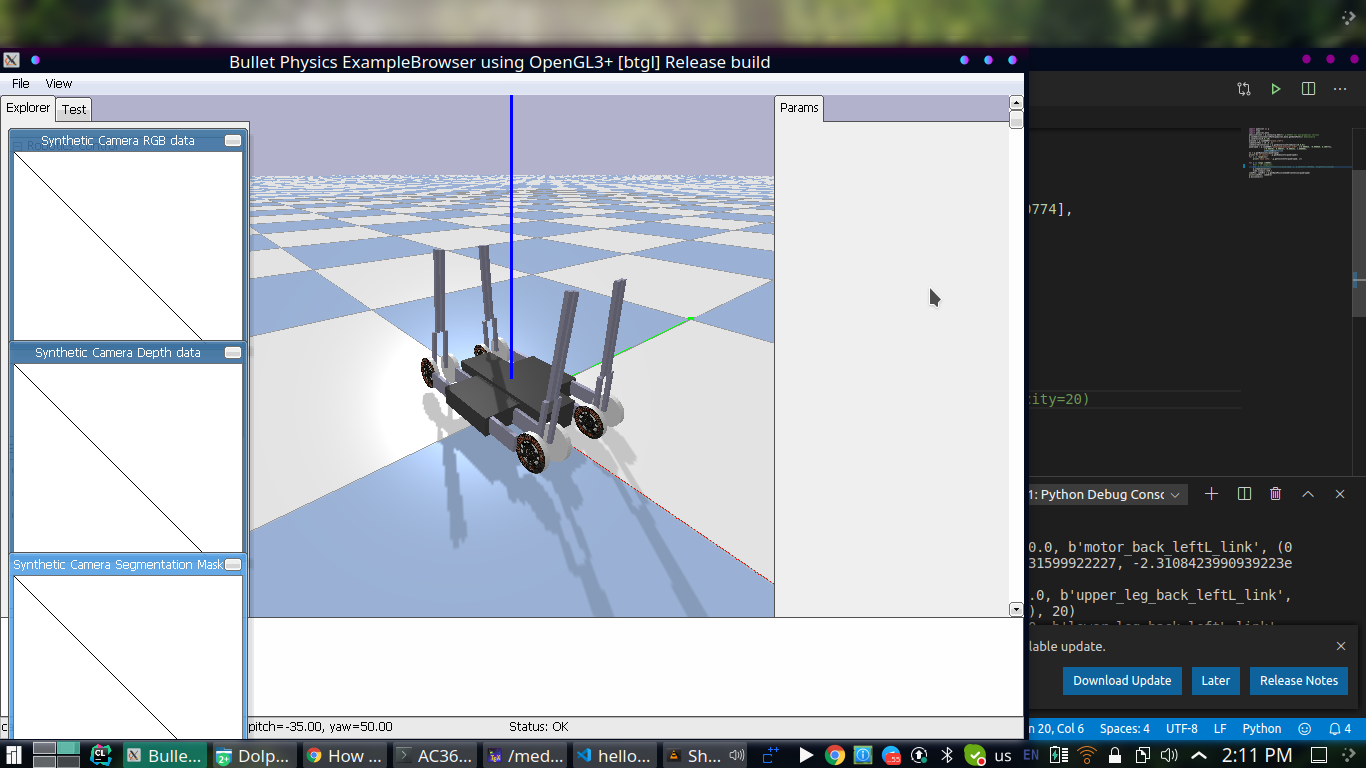 Bullet Physics ExampleBrowser using OpenGL3+ [btgl] Release build
File View
Explorer Test
Params
Synthetic Camera RGB data
Synthetic Camera Depth data
Synthetic Camera Segmentation Mask
pitch=-35.00, yaw=50.00
Status: OK
0774],
city=20)
1: Python Debug Consc
0.0, b'motor_back_leftL_link', (0
31599922227, -2.3108423990939223e
.0, b'upper_leg_back_leftL_link',
), 20)
lable update.
Download Update Later Release Notes
n 20, Col 6 Spaces: 4 UTF-8 LF Python 4
CL Bulle... 2+ Dolp... How ... AC36... /med... hello... Sh... 55 us EN 2:11 PM